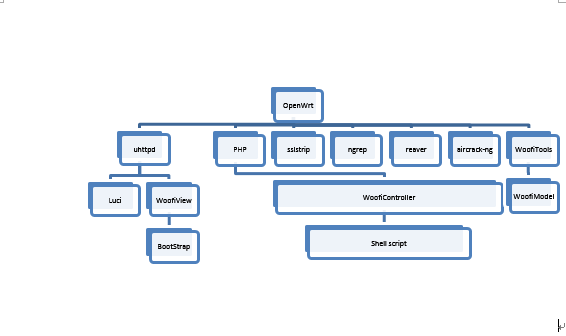 OpenWrt
uhttpd
PHP
sslstrip
ngrep
reaver
aircrack-ng
WoofiTools
Luci
WoofiView
WoofiController
WoofiModel
BootStrap
Shell script